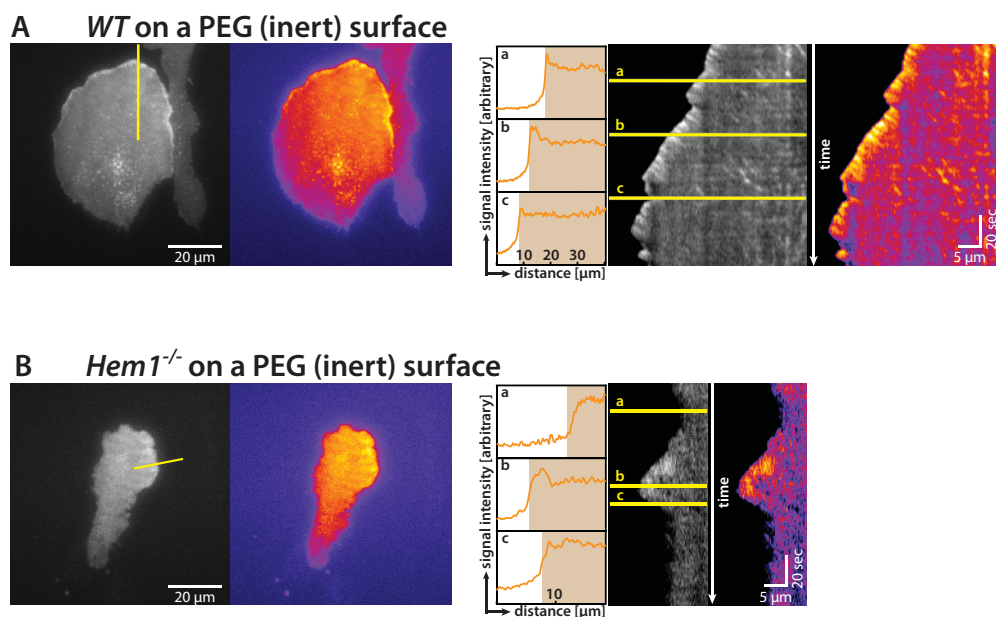 A WT on a PEG (inert) surface
20 µm
signal intensity [arbitrary]
a
b
c
10 20 30
distance [µm]
a
b
c
time
5 µm
20 sec
B Hem1-/- on a PEG (inert) surface
20 µm
signal intensity [arbitrary]
a
b
c
10
distance [µm]
a
b
c
time
5 µm
20 sec